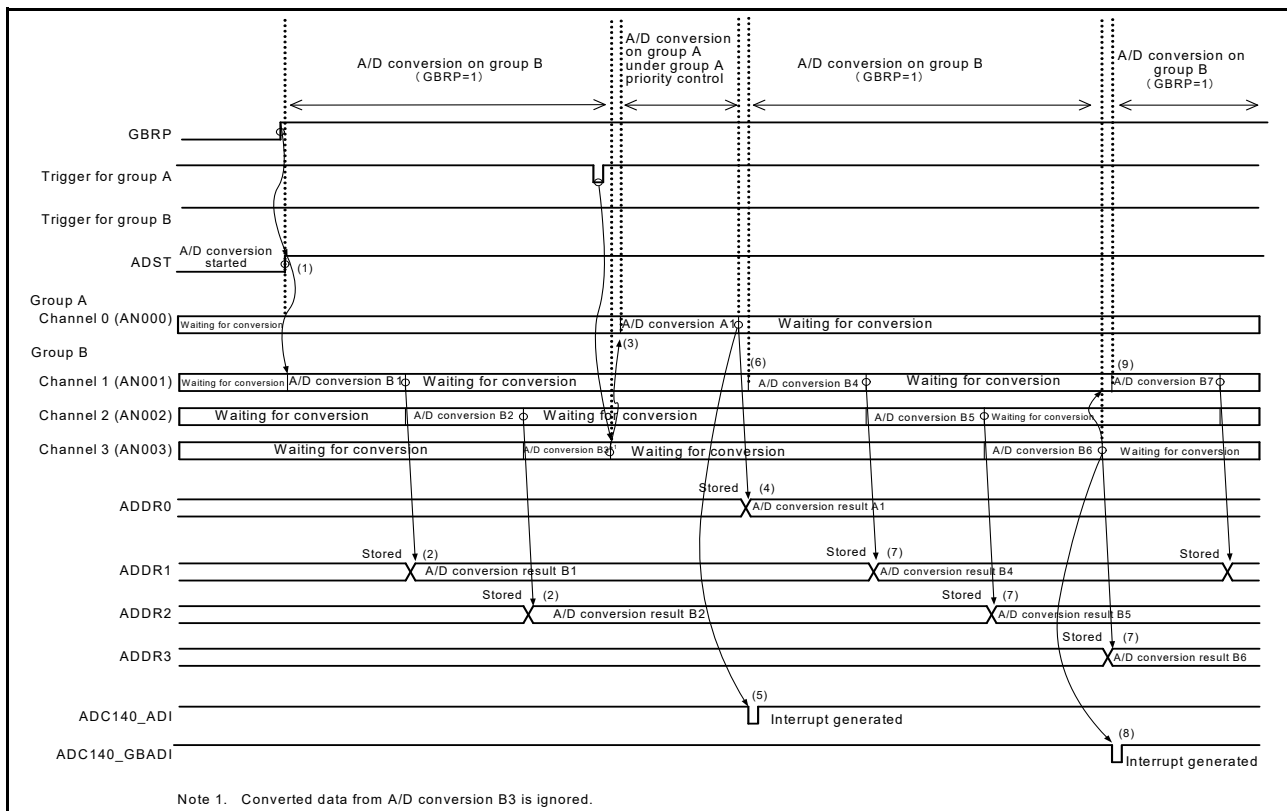 A/D conversion on group B
（GBRP=1）
A/D conversion
on group A
under group A
priority control
A/D conversion on group B
（GBRP=1）
A/D conversion on
group B
（GBRP=1）
GBRP
Trigger for group A
Trigger for group B
ADST
A/D conversion
started
(1)
Group A
Channel 0 (AN000)
Waiting for conversion
A/D conversion A1
Waiting for conversion
(3)
Group B
(6)
(9)
Channel 1 (AN001)
Waiting for conversion
A/D conversion B1
Waiting for conversion
A/D conversion B4
Waiting for conversion
A/D conversion B7
Channel 2 (AN002)
Waiting for conversion
A/D conversion B2
Waiting for conversion
A/D conversion B5
Waiting for conversion
Channel 3 (AN003)
Waiting for conversion
A/D conversion B3*1
Waiting for conversion
A/D conversion B6
Waiting for conversion
Stored (4)
ADDR0
A/D conversion result A1
Stored (2)
Stored (7)
Stored
ADDR1
A/D conversion result B1
A/D conversion result B4
Stored (2)
Stored (7)
ADDR2
A/D conversion result B2
A/D conversion result B5
Stored (7)
ADDR3
A/D conversion result B6
(5)
ADC140_ADI
Interrupt generated
(8)
ADC140_GBADI
Interrupt generated
Note 1. Converted data from A/D conversion B3 is ignored.